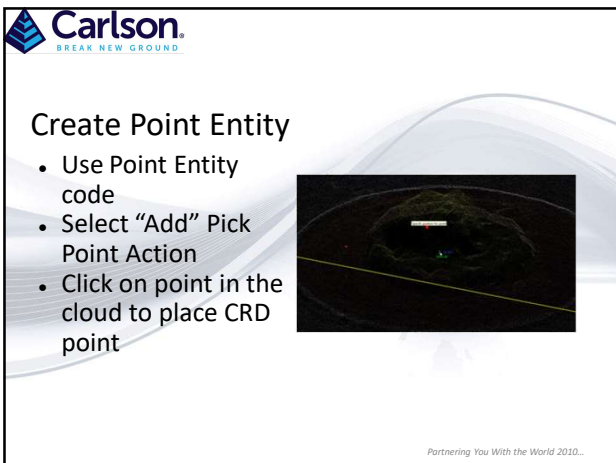 Carlson®
BREAK NEW GROUND
Create Point Entity
• Use Point Entity
code
• Select “Add” Pick
Point Action
• Click on point in the
cloud to place CRD
point
Partnering You With the World 2010…